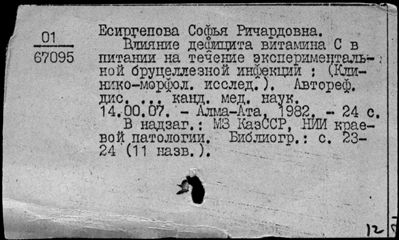 Есиргепова Софья Ричардовна.
01
67095
Влияние дефицита витамина С в
питании на течение эксперименталь-
ной бруцеллезной инфекции : (Кли-
нико-морфол. исслед.). Автореф.
дис. ... канд. мед. наук.
14.00.07. - Алма-Ата, 1982. - 24 с.
В надзаг.: МЗ КазССР, НИИ крае-
вой патологии. Библиогр.: с. 23-
24 (11 назв.).
12